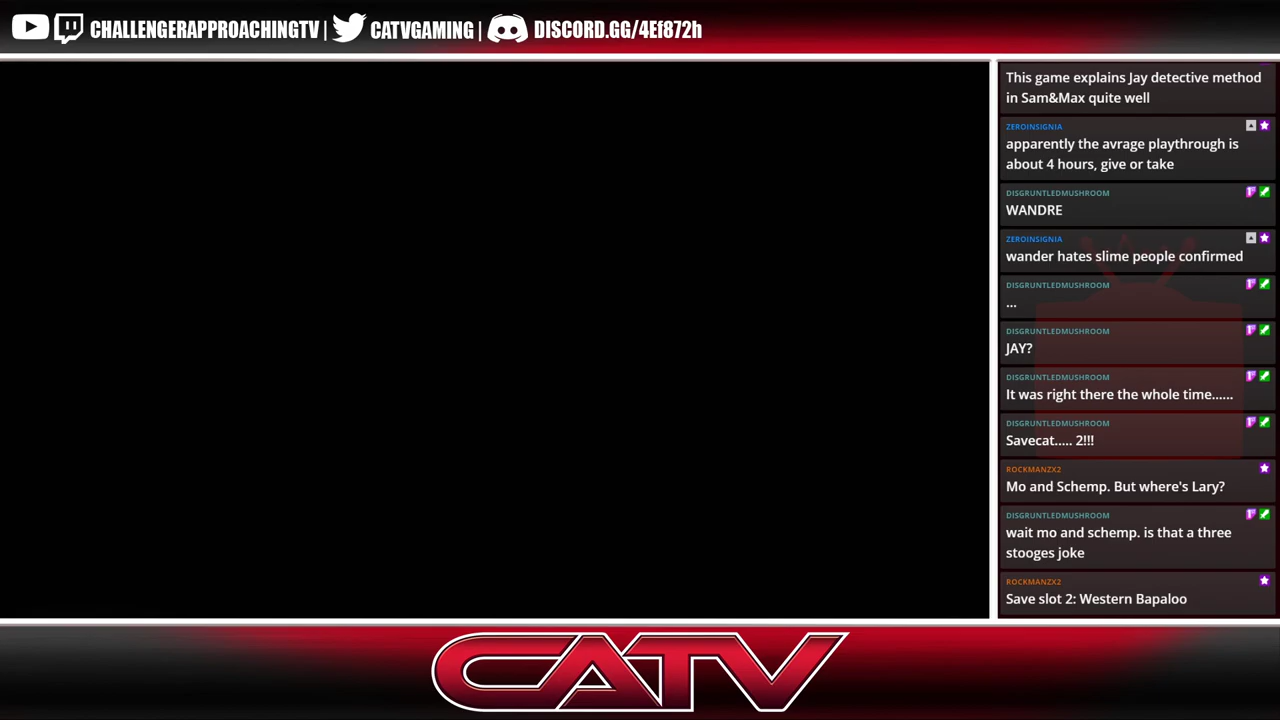 CHALLENGERAPPROACHINGTV | CATVGAMING | DISCORD.GG/4Ef872h
This game explains Jay detective method
in Sam&Max quite well
ZEROINSIGNIA
apparently the avrage playthrough is
about 4 hours, give or take
DISGRUNTLEDMUSHROOM
WANDRE
ZEROINSIGNIA
wander hates slime people confirmed
DISGRUNTLEDMUSHROOM
...
DISGRUNTLEDMUSHROOM
JAY?
DISGRUNTLEDMUSHROOM
It was right there the whole time......
DISGRUNTLEDMUSHROOM
Savecat..... 2!!!
ROCKMANZX2
Mo and Schemp. But where's Lary?
DISGRUNTLEDMUSHROOM
wait mo and schemp. is that a three
stooges joke
ROCKMANZX2
Save slot 2: Western Bapaloo
CATV